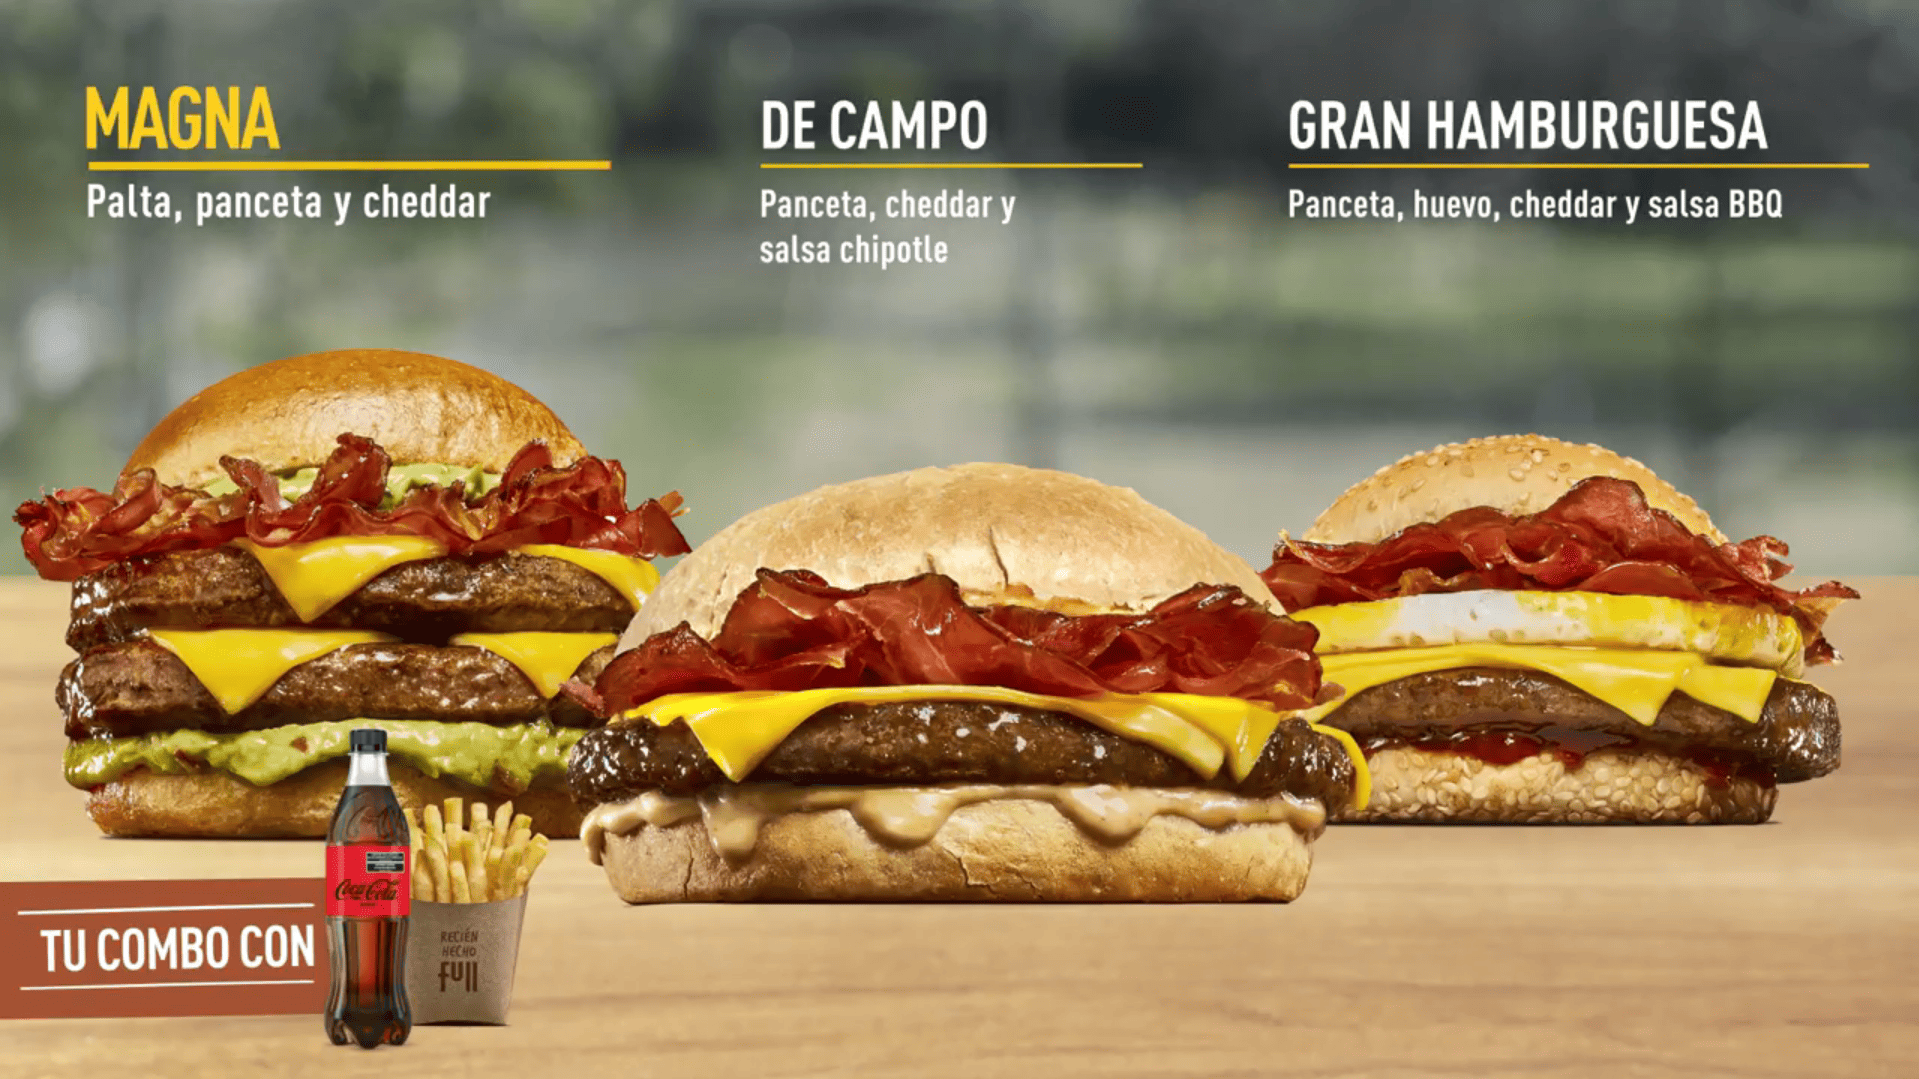 MAGNA
Palta, panceta y cheddar
DE CAMPO
Panceta, cheddar y
salsa chipotle
GRAN HAMBURGUESA
Panceta, huevo, cheddar y salsa BBQ
TU COMBO CON
Coca-Cola
RECIÉN
HECHO
full